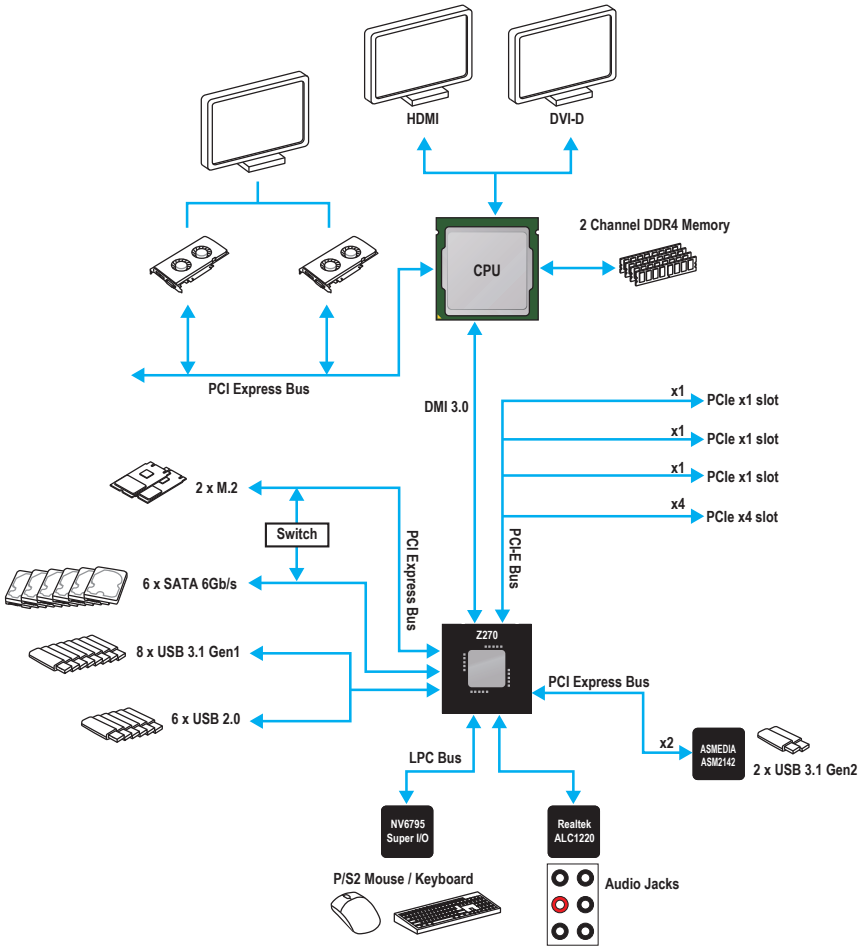 HDMI
DVI-D
2 Channel DDR4 Memory
CPU
PCI Express Bus
DMI 3.0
x1
PCIe x1 slot
x1
PCIe x1 slot
x1
PCIe x1 slot
x4
PCIe x4 slot
2 x M.2
Switch
PCI Express Bus
PCI-E Bus
6 x SATA 6Gb/s
Z270
8 x USB 3.1 Gen1
PCI Express Bus
6 x USB 2.0
x2
ASMEDIA
ASM2142
2 x USB 3.1 Gen2
LPC Bus
NV6795
Super I/O
Realtek
ALC1220
P/S2 Mouse / Keyboard
Audio Jacks